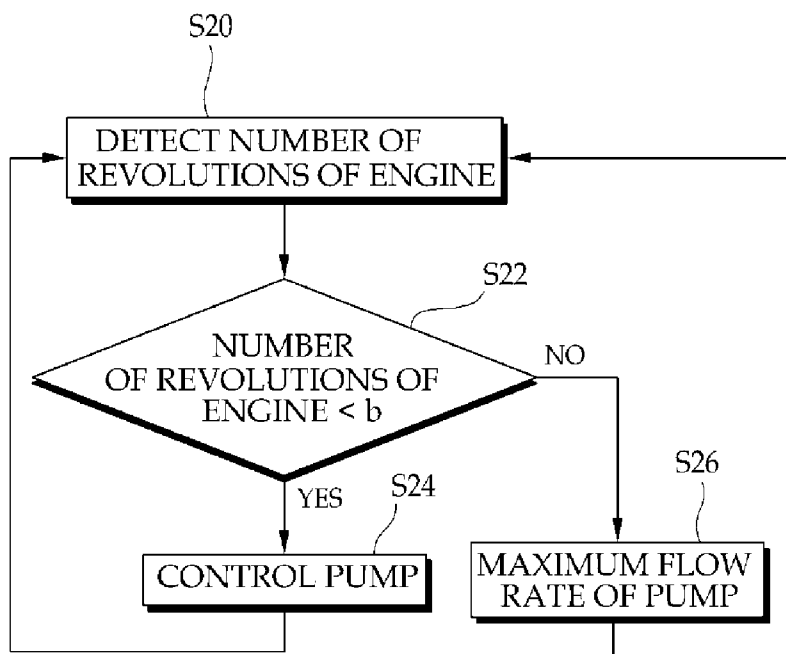 S20
DETECT NUMBER OF
REVOLUTIONS OF ENGINE
S22
NUMBER
OF REVOLUTIONS OF
ENGINE < b
NO
YES
S24
CONTROL PUMP
S26
MAXIMUM FLOW
RATE OF PUMP